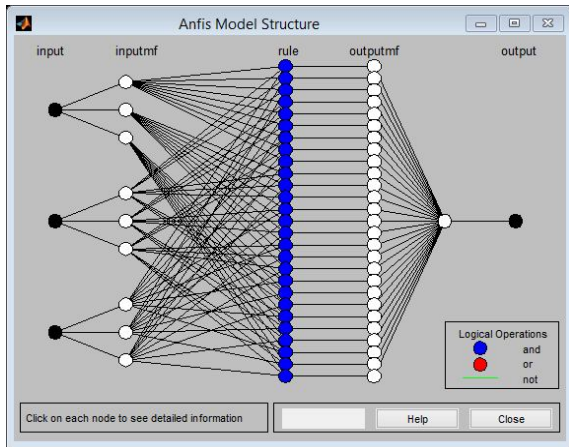 Anfis Model Structure
input inputmf rule outputmf output
Logical Operations
and
or
not
Click on each node to see detailed information
Help Close